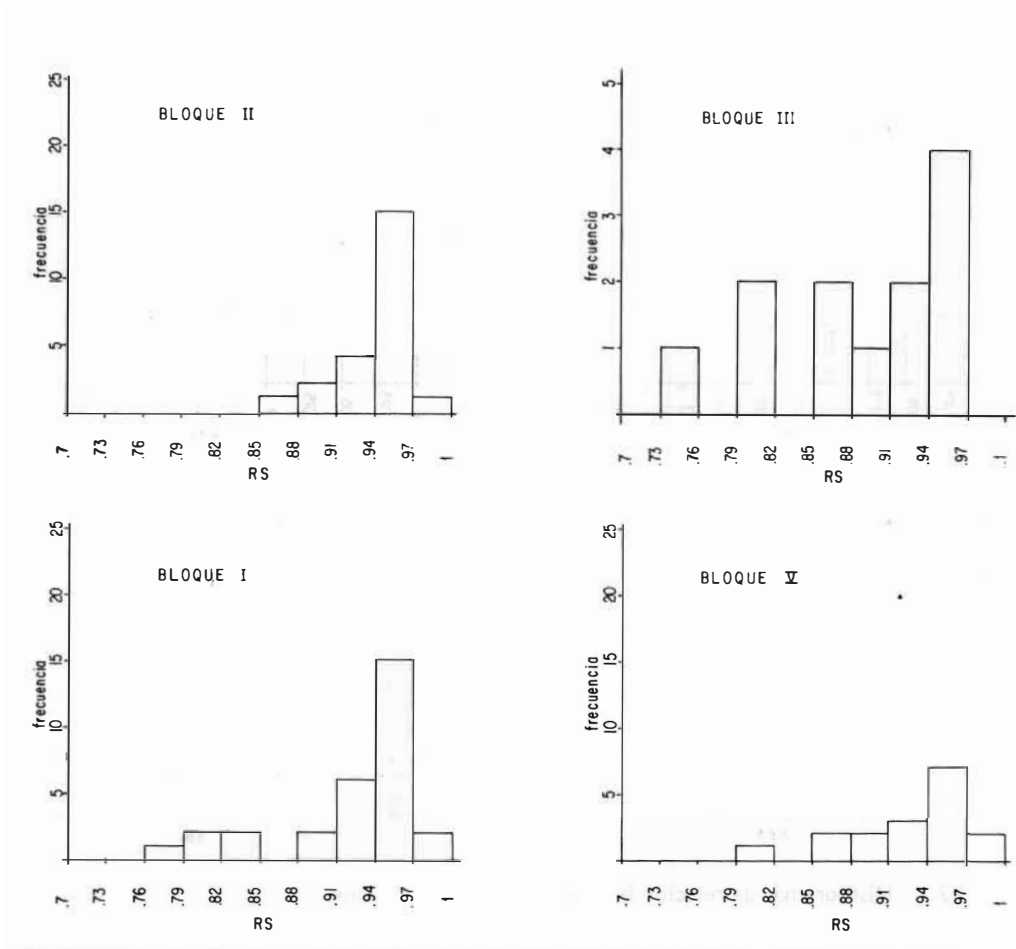 BLOQUE II
frecuencia
25
20
15
10
5
.7 .73 .76 .79 .82 .85 .88 .91 .94 .97 1
RS
BLOQUE III
frecuencia
5
4
3
2
1
.7 .73 .76 .79 .82 .85 .88 .91 .94 .97 .1
RS
BLOQUE I
frecuencia
25
20
15
10
5
.7 .73 .76 .79 .82 .85 .88 .91 .94 .97 1
RS
BLOQUE V
frecuencia
25
20
15
10
5
.7 .73 .76 .79 .82 .85 .88 .91 .94 .97 1
RS